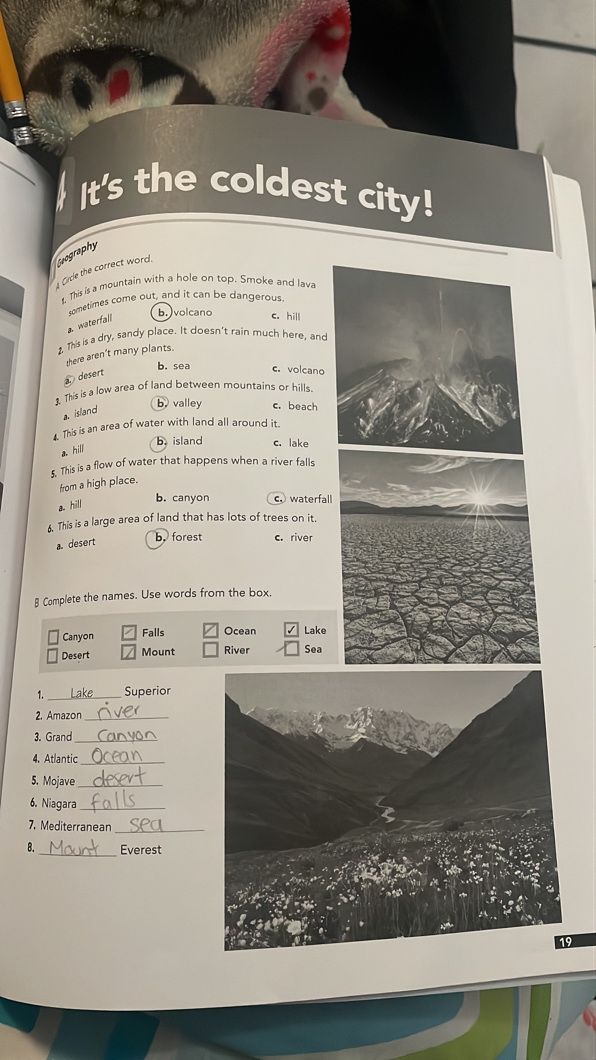 4 It's the coldest city!
Geography
A Circle the correct word.
1. This is a mountain with a hole on top. Smoke and lava
sometimes come out, and it can be dangerous.
a. waterfall b. volcano c. hill
2. This is a dry, sandy place. It doesn't rain much here, and
there aren't many plants.
a. desert b. sea c. volcano
3. This is a low area of land between mountains or hills.
a. island b. valley c. beach
4. This is an area of water with land all around it.
a. hill b. island c. lake
5. This is a flow of water that happens when a river falls
from a high place.
a. hill b. canyon c. waterfall
6. This is a large area of land that has lots of trees on it.
a. desert b. forest c. river
B Complete the names. Use words from the box.
Canyon Falls Ocean Lake
Desert Mount River Sea
1. Lake Superior
2. Amazon river
3. Grand canyon
4. Atlantic Ocean
5. Mojave desert
6. Niagara falls
7. Mediterranean sea
8. Mount Everest
19